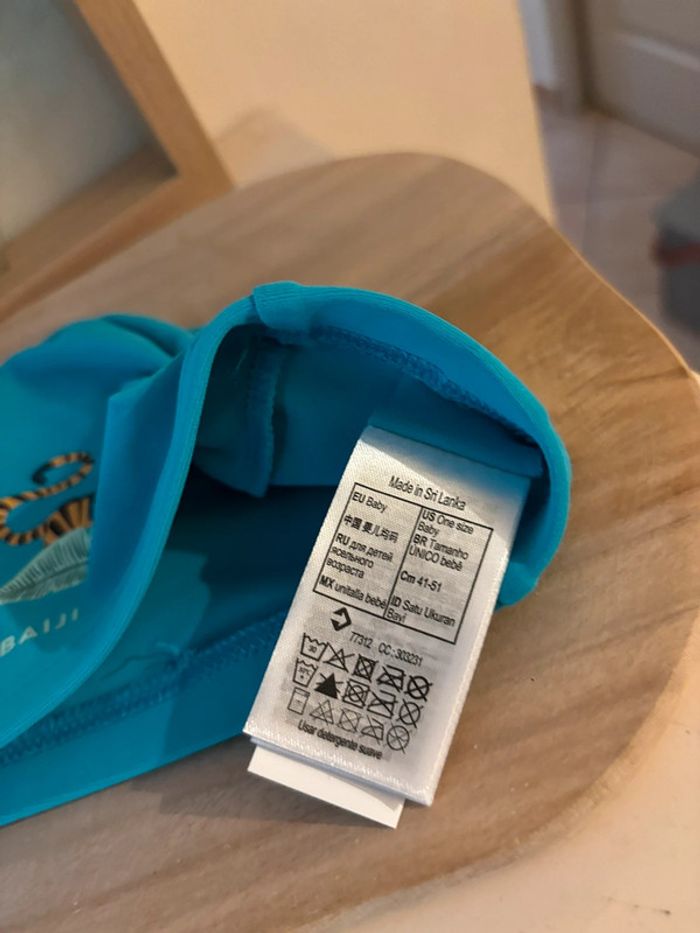 BAIJI
Made in Sri Lanka
EU Baby
中国 婴儿均码
RU для детей
ясельного
возраста
MX unitalla bebé
US One size
Baby
BR Tamanho
ÚNICO bebê
Cm 41-51
ID Satu Ukuran
Bayi
77312 CC:303231
30
Usar detergente suave